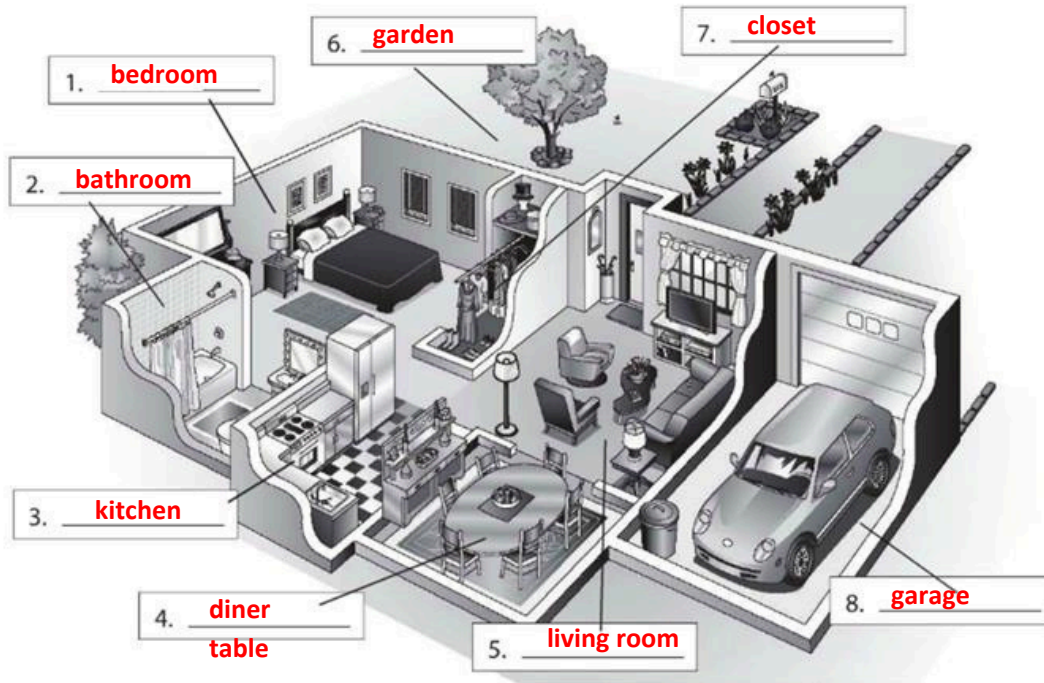 1. bedroom
2. bathroom
3. kitchen
4. diner
table
5. living room
6. garden
7. closet
8. garage